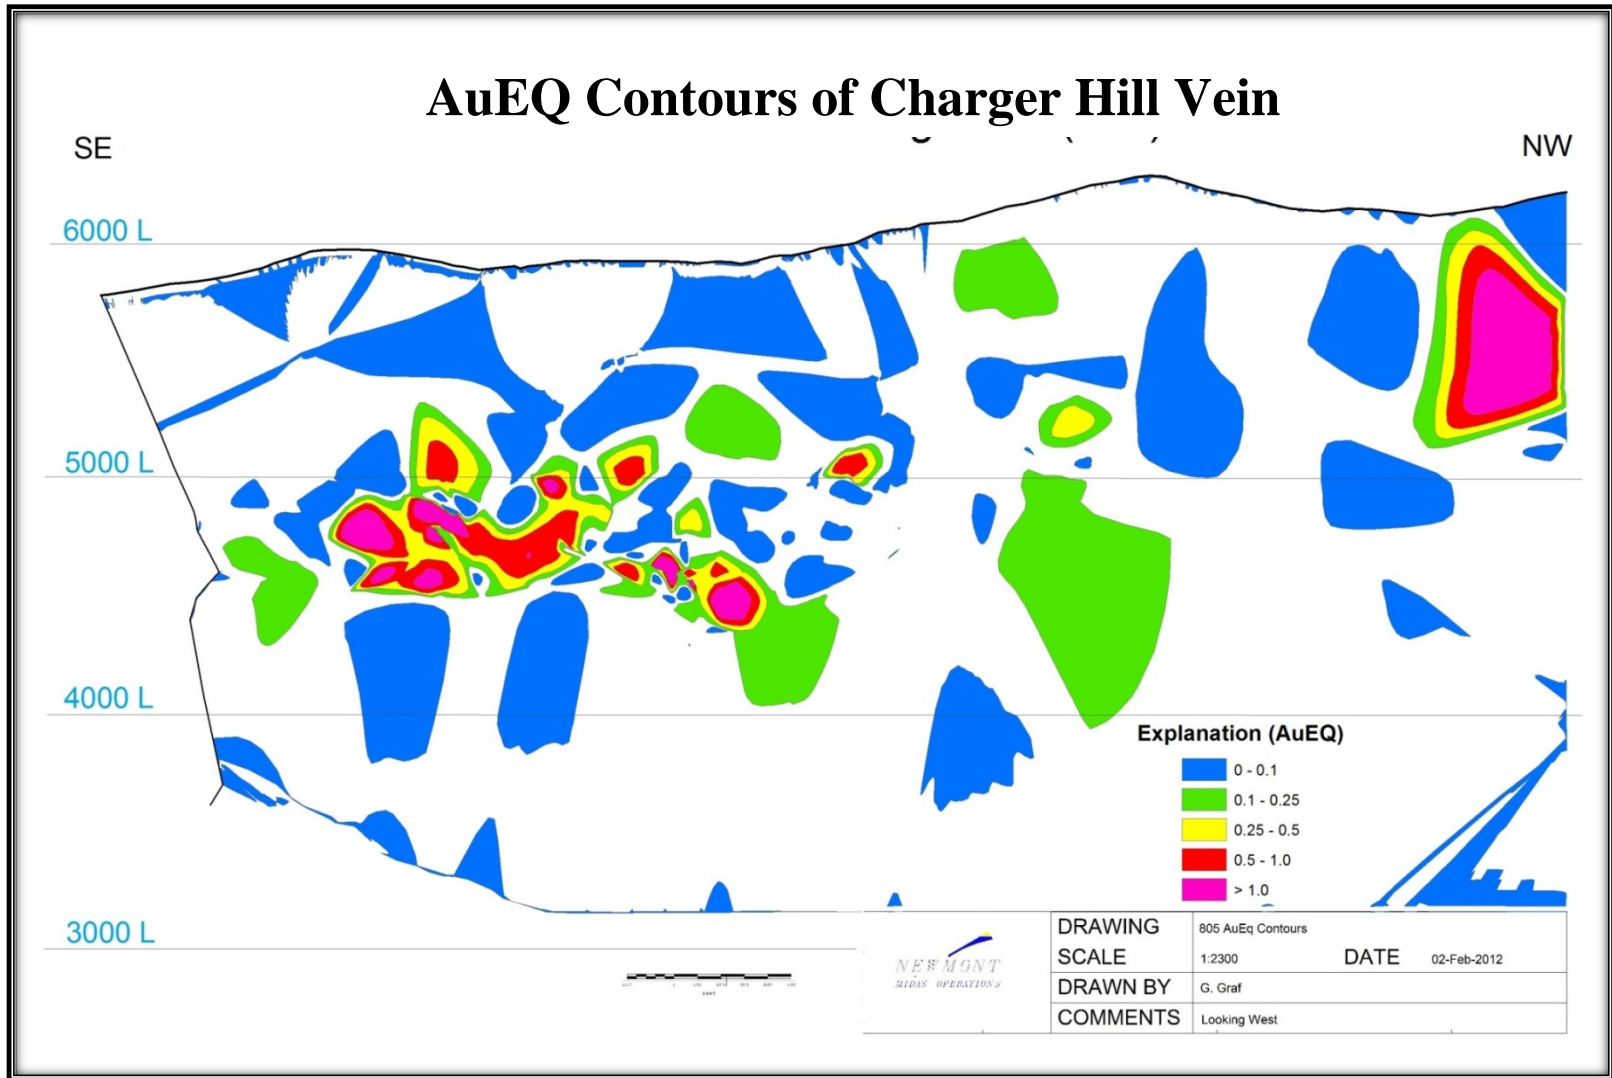 AuEQ Contours of Charger Hill Vein
SE
NW
6000 L
5000 L
4000 L
3000 L
Explanation (AuEQ)
0 - 0.1
0.1 - 0.25
0.25 - 0.5
0.5 - 1.0
> 1.0
NEWMONT
MIDAS OPERATIONS
DRAWING 805 AuEq Contours
SCALE 1:2300 DATE 02-Feb-2012
DRAWN BY G. Graf
COMMENTS Looking West